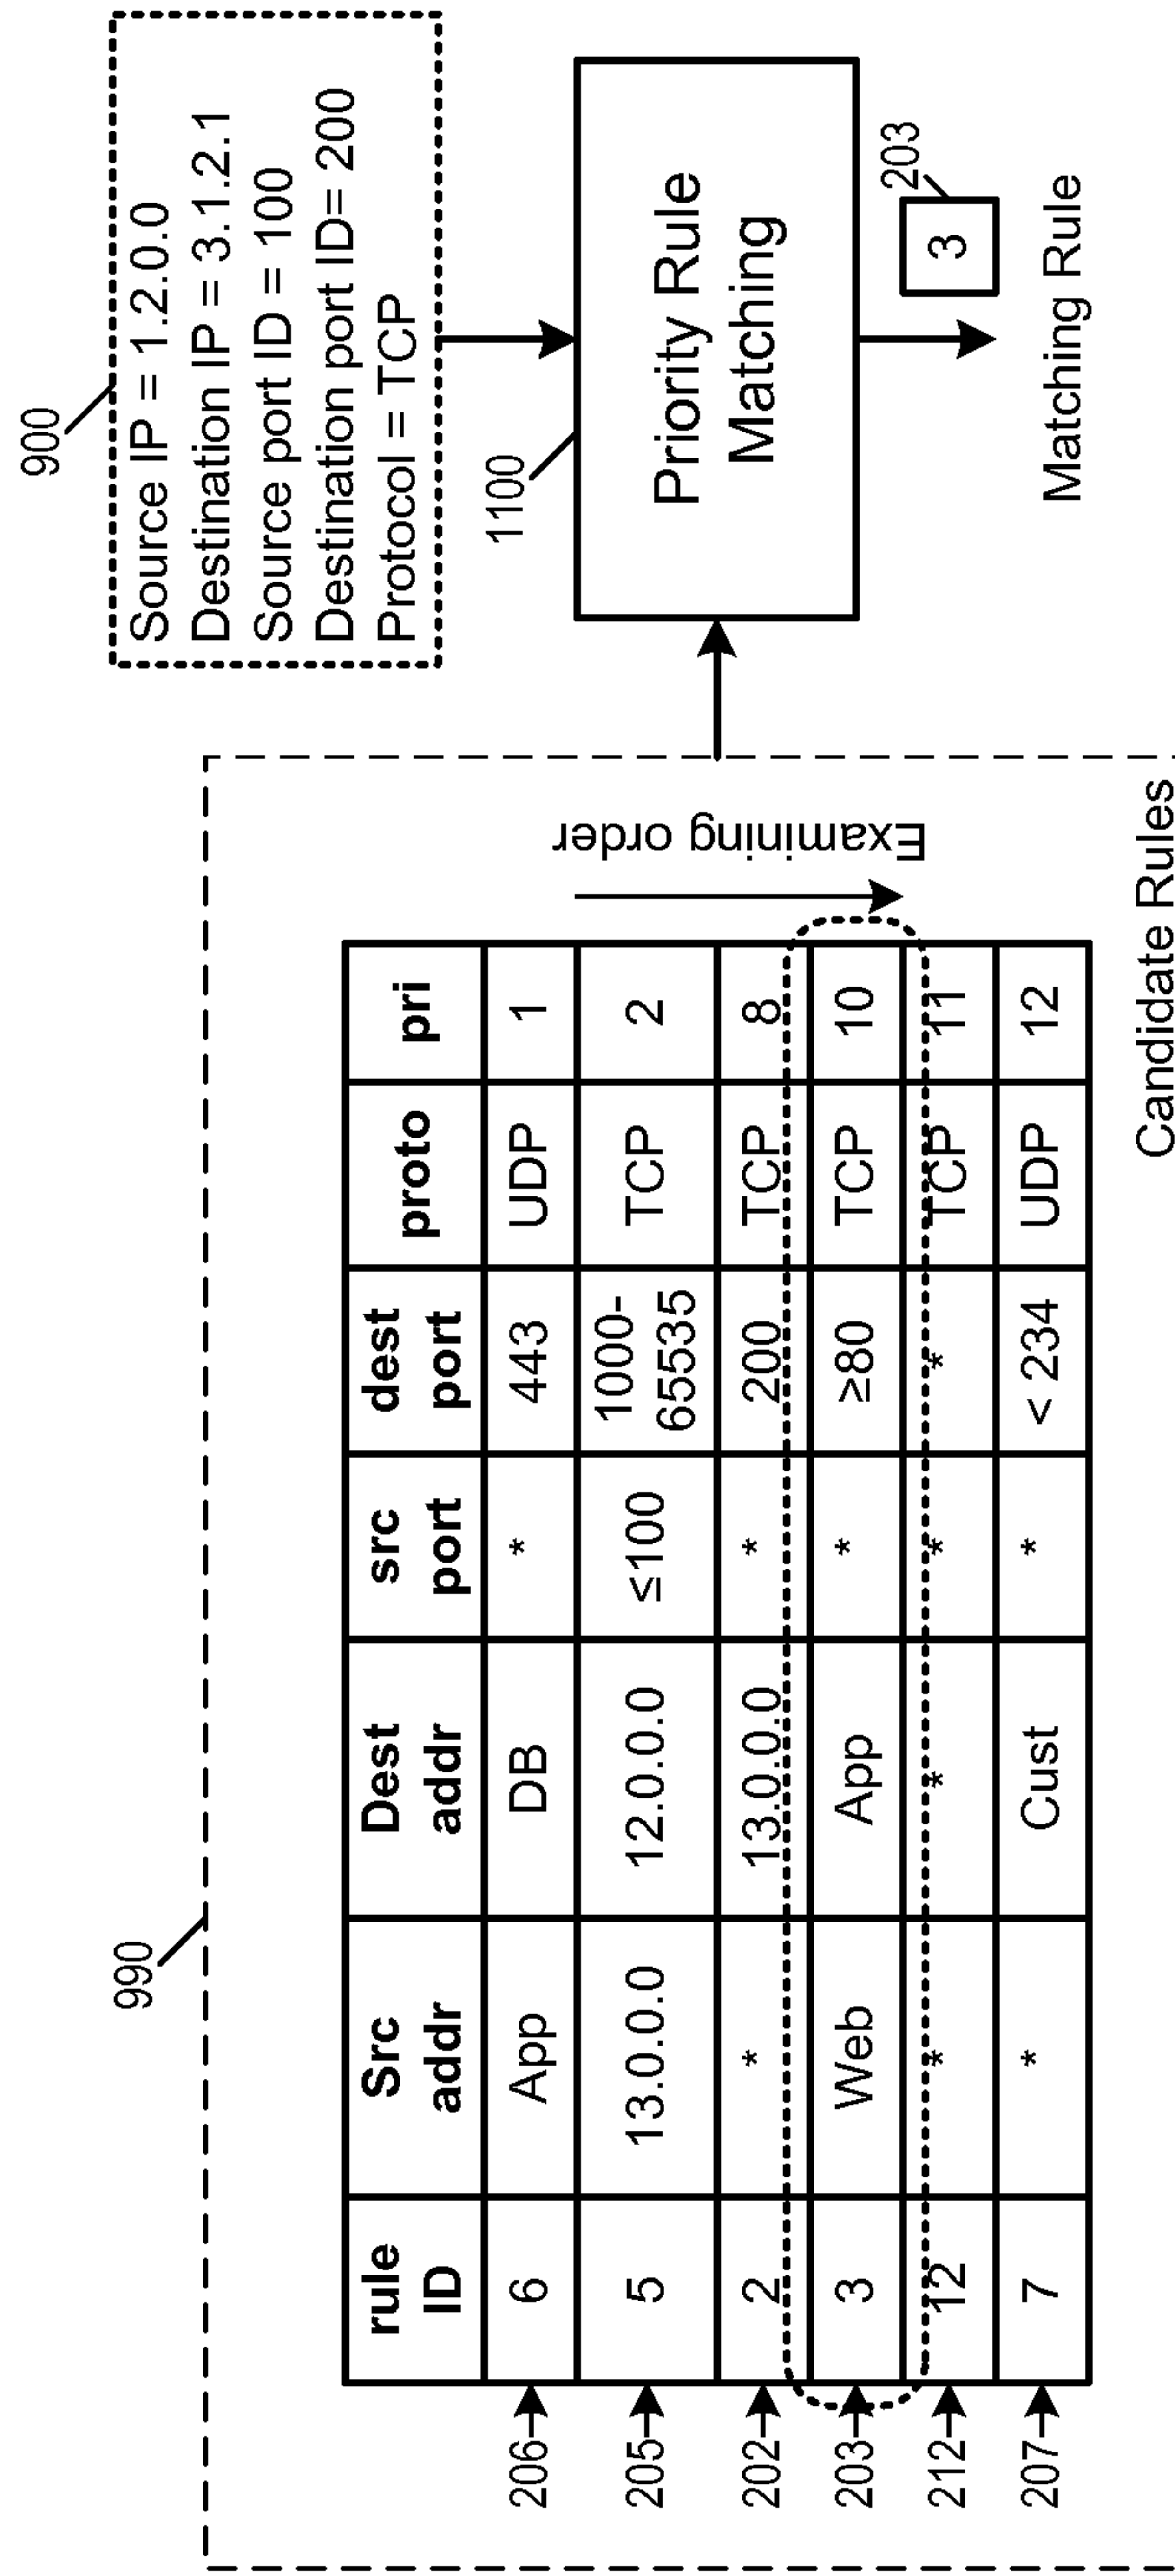 900
Source IP = 1.2.0.0
Destination IP = 3.1.2.1
Source port ID = 100
Destination port ID= 200
Protocol = TCP
1100
Priority Rule
Matching
3
203
Matching Rule
990
rule ID | Src addr | Dest addr | src port | dest port | proto | pri
206 6 App DB * 443 UDP 1
205 5 13.0.0.0 12.0.0.0 ≤100 1000-65535 TCP 2
202 2 * 13.0.0.0 * 200 TCP 8
203 3 Web App * ≥80 TCP 10
212 12 * * * * TCP 11
207 7 * Cust * < 234 UDP 12
Examining order
Candidate Rules